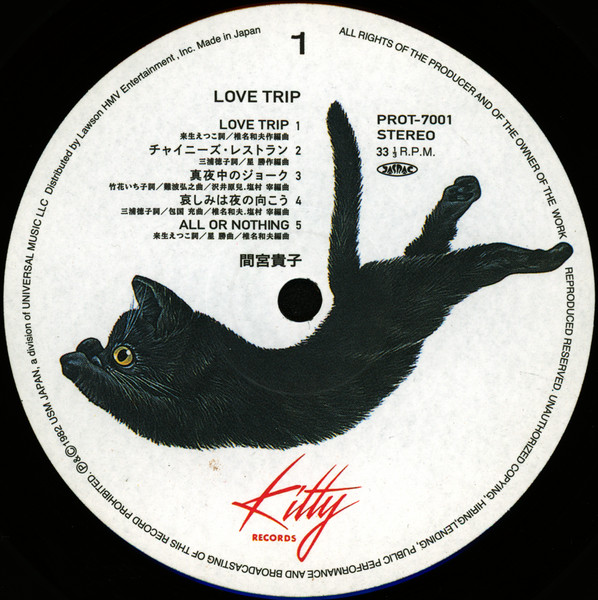 1
LOVE TRIP
LOVE TRIP 1
来生えつこ詞／椎名和夫作編曲
チャイニーズ・レストラン 2
三浦徳子詞／星 勝作編曲
真夜中のジョーク 3
竹花いち子詞／難波弘之曲／沢井原兒、塩村 宰編曲
哀しみは夜の向こう 4
三浦徳子詞／包国 充曲／椎名和夫、塩村 宰編曲
ALL OR NOTHING 5
来生えつこ詞／星 勝曲／椎名和夫編曲
間宮貴子
PROT-7001
STEREO
33 1/3 R.P.M.
JASRAC
Kitty
RECORDS
ALL RIGHTS OF THE PRODUCER AND OF THE OWNER OF THE WORK REPRODUCED RESERVED. UNAUTHORIZED COPYING, HIRING, LENDING, PUBLIC PERFORMANCE AND BROADCASTING OF THIS RECORD PROHIBITED. ℗&© 1982 USM JAPAN, a division of UNIVERSAL MUSIC LLC Distributed by Lawson HMV Entertainment, Inc. Made in Japan